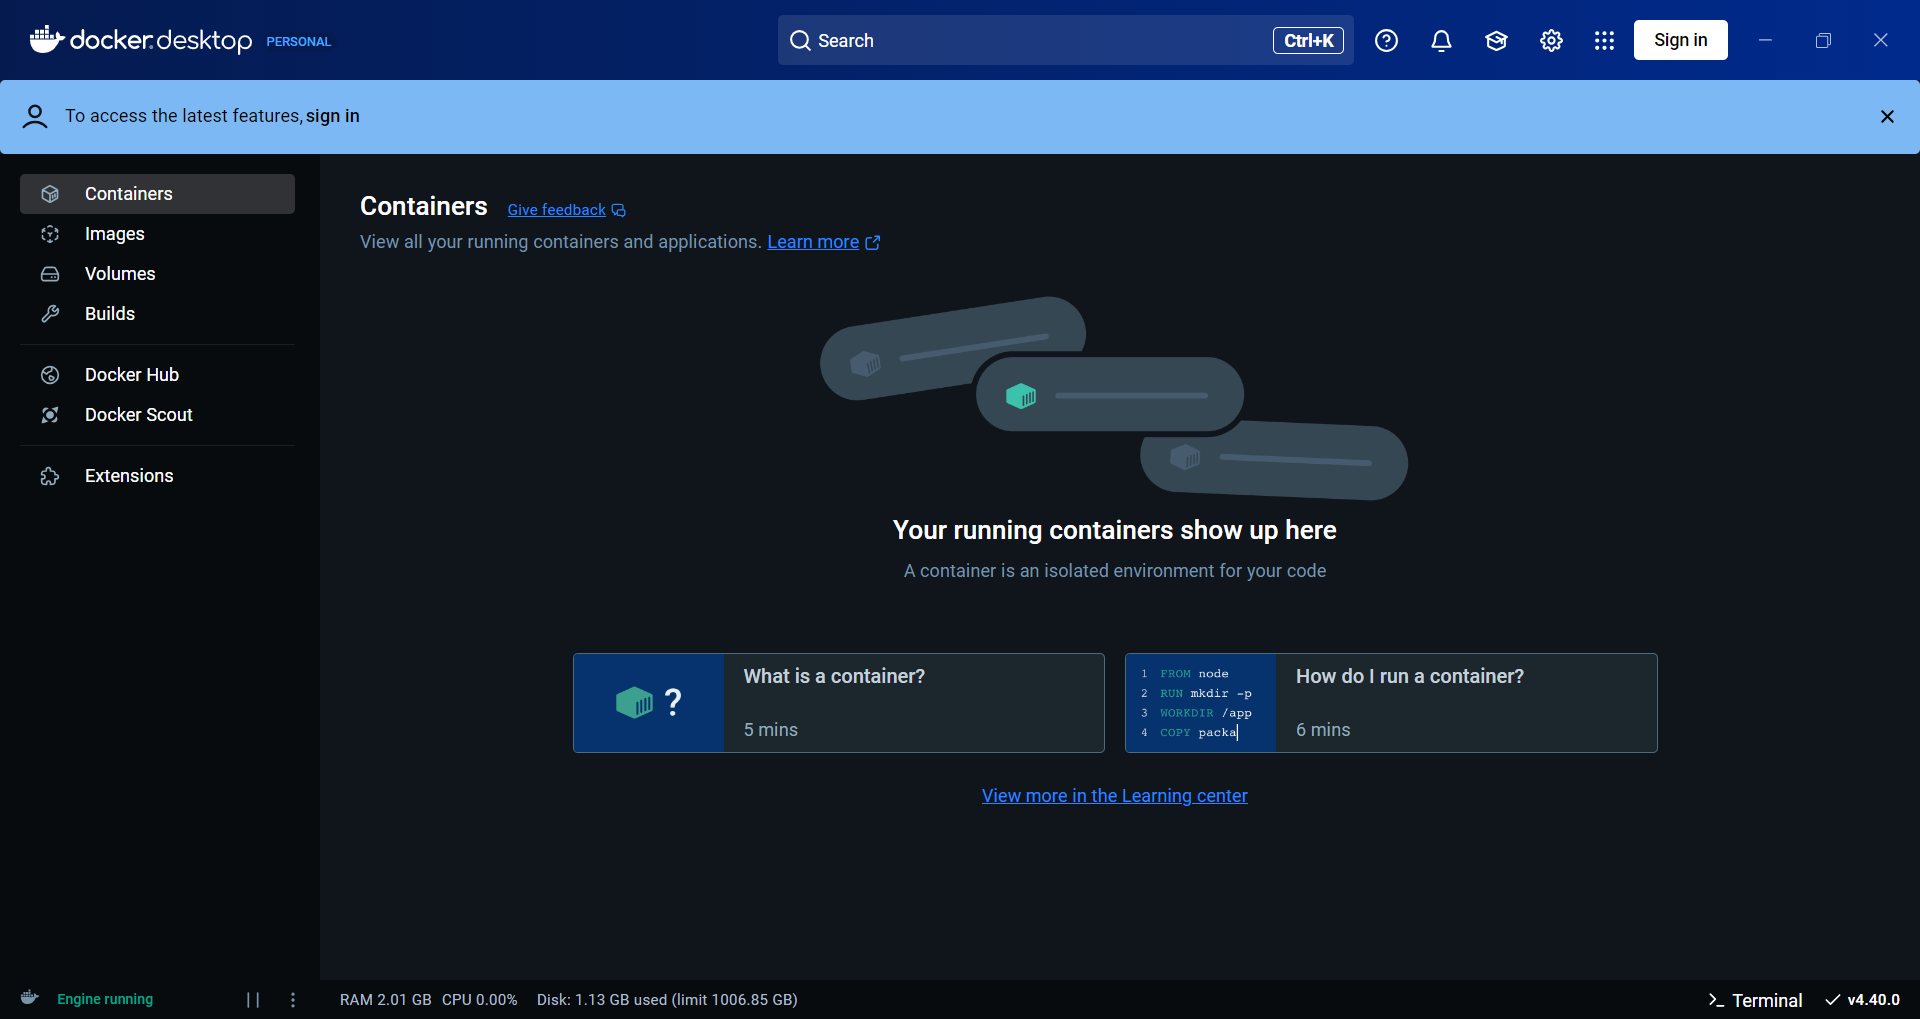 docker.desktop PERSONAL
Search
Ctrl+K
Sign in
To access the latest features, sign in
Containers
Images
Volumes
Builds
Docker Hub
Docker Scout
Extensions
Containers Give feedback
View all your running containers and applications. Learn more
Your running containers show up here
A container is an isolated environment for your code
?
What is a container?
5 mins
1 FROM node
2 RUN mkdir -p
3 WORKDIR /app
4 COPY packa
How do I run a container?
6 mins
View more in the Learning center
Engine running
RAM 2.01 GB CPU 0.00% Disk: 1.13 GB used (limit 1006.85 GB)
Terminal
v4.40.0